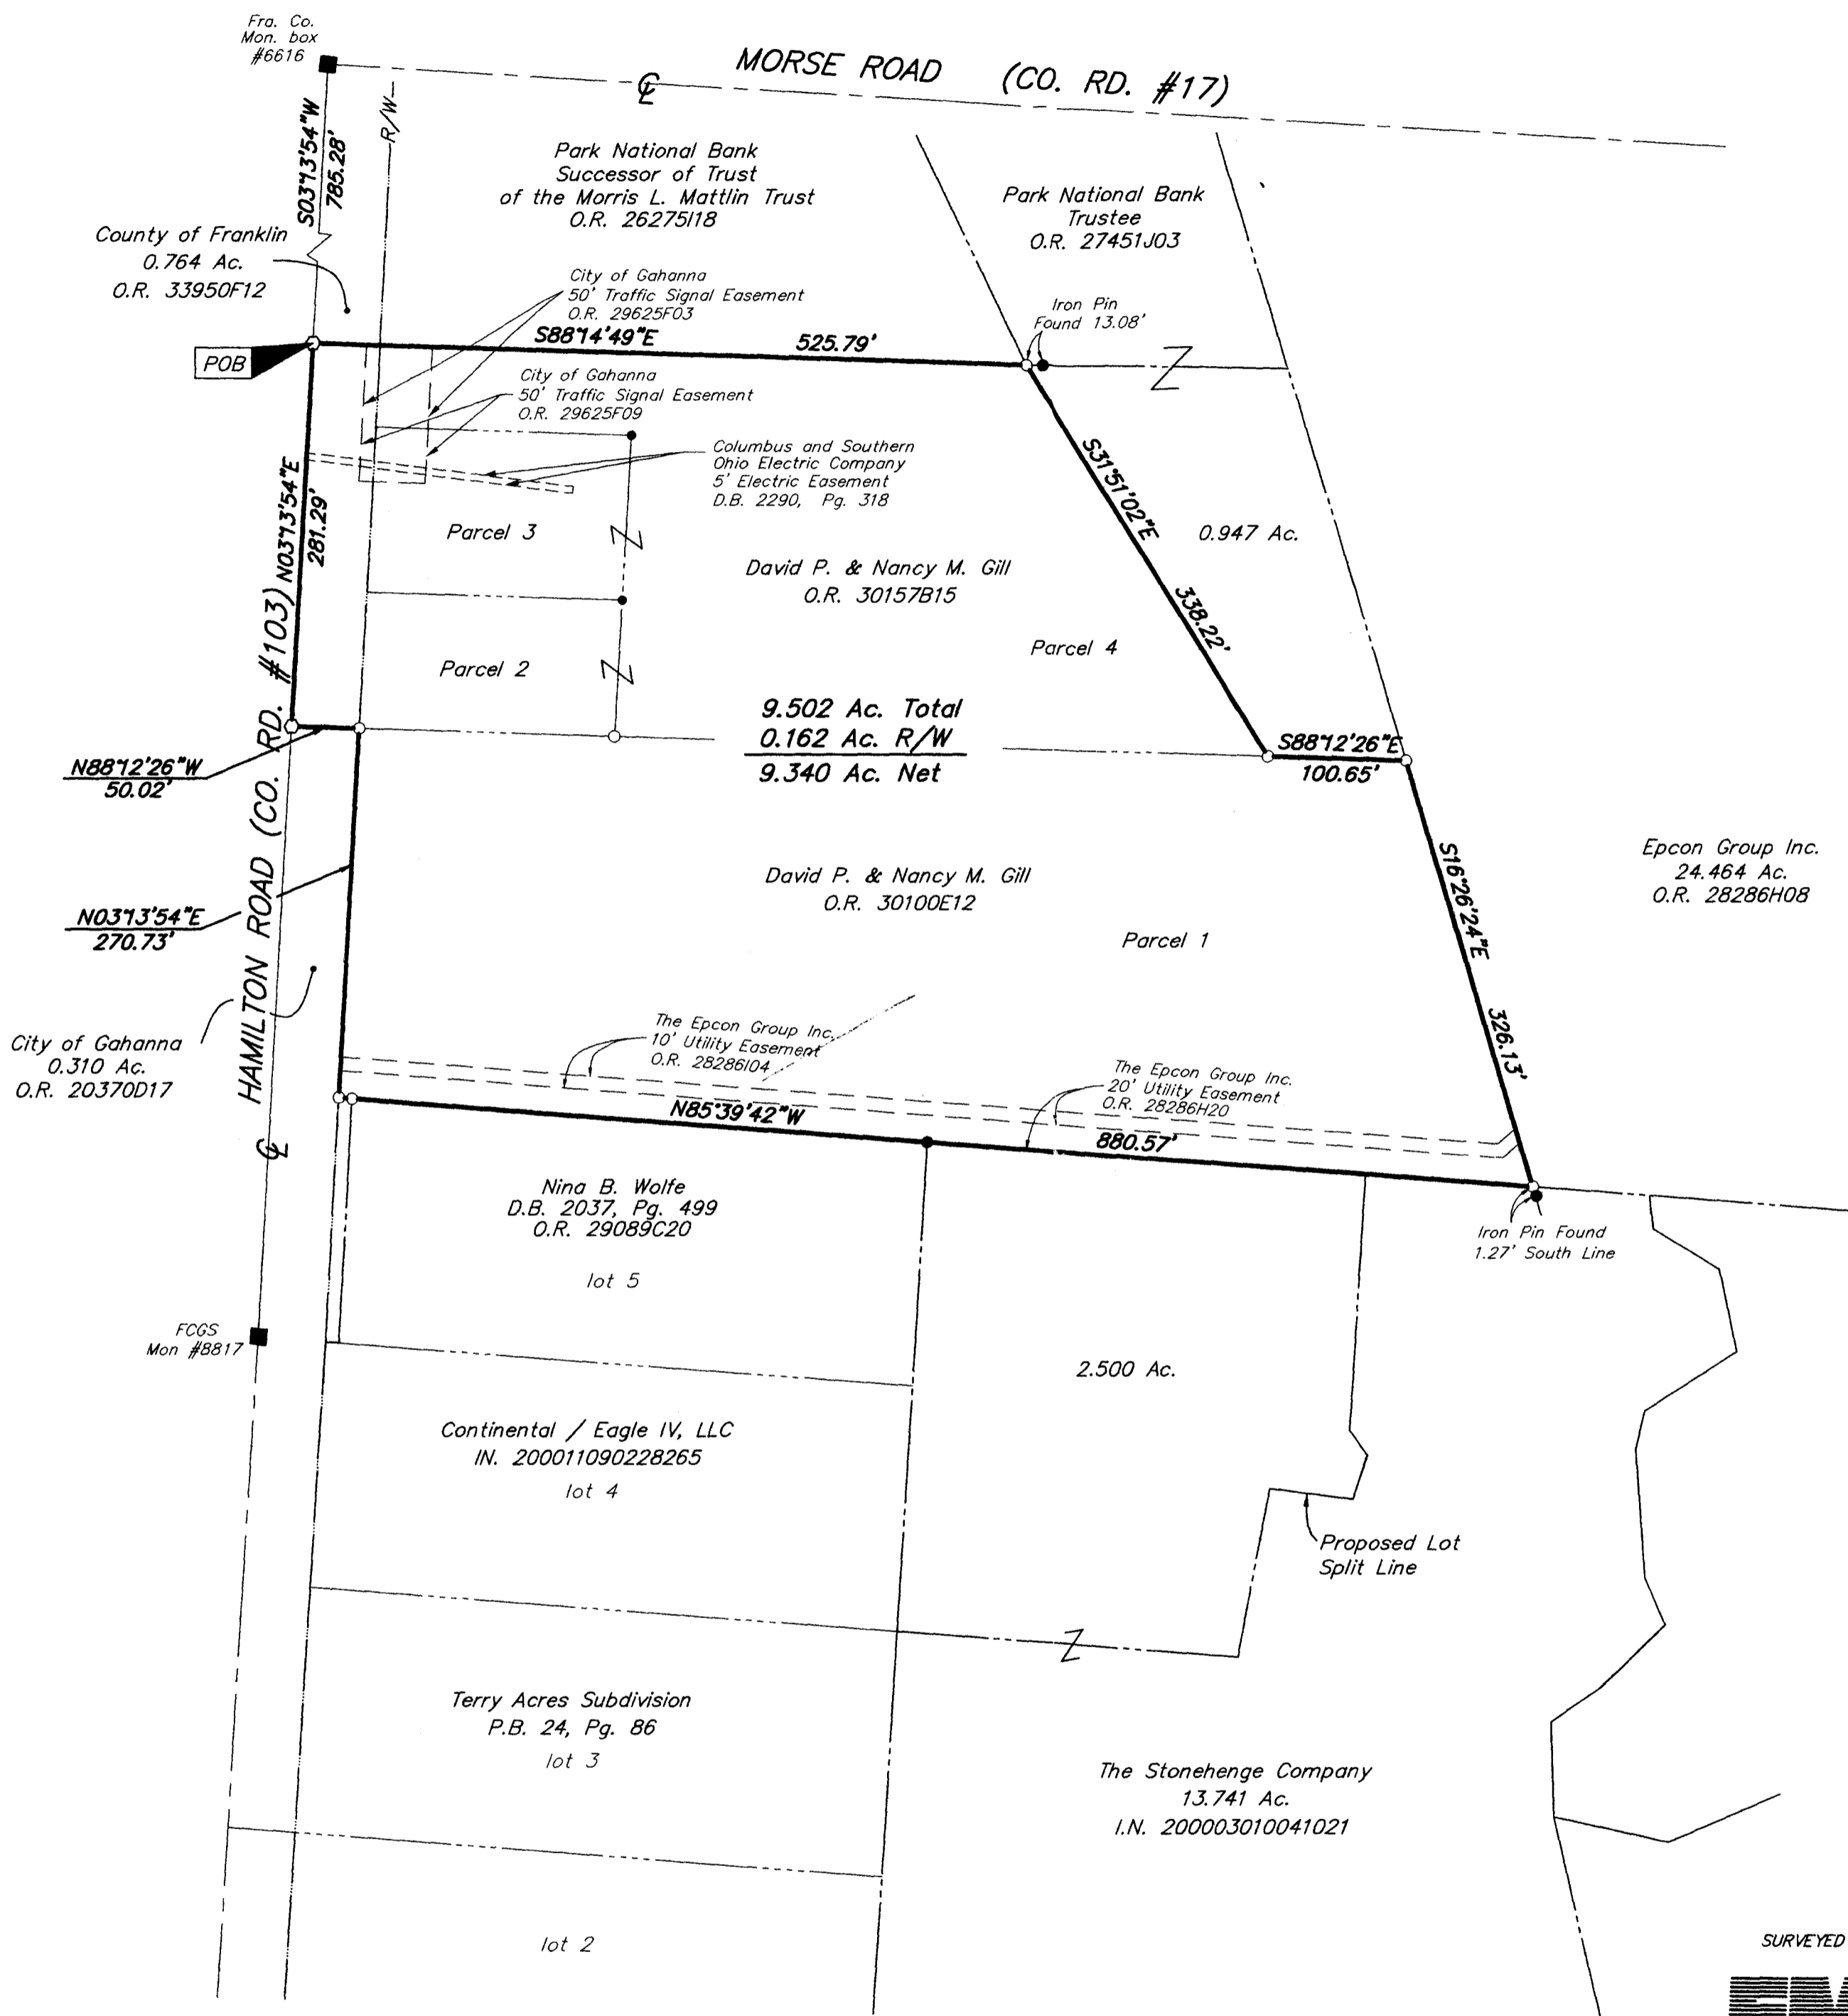 Fra. Co.
Mon. box
#6616
MORSE ROAD (CO. RD. #17)
℄
R/W
S03°13'54"W
785.28'
Park National Bank
Successor of Trust
of the Morris L. Mattlin Trust
O.R. 26275I18
Park National Bank
Trustee
O.R. 27451J03
County of Franklin
0.764 Ac.
O.R. 33950F12
City of Gahanna
50' Traffic Signal Easement
O.R. 29625F03
Iron Pin
Found 13.08'
S88°14'49"E 525.79'
POB
City of Gahanna
50' Traffic Signal Easement
O.R. 29625F09
Columbus and Southern
Ohio Electric Company
5' Electric Easement
D.B. 2290, Pg. 318
N03°13'54"E
281.29'
S31°51'02"E
338.22'
Parcel 3
0.947 Ac.
David P. & Nancy M. Gill
O.R. 30157B15
Parcel 4
Parcel 2
9.502 Ac. Total
0.162 Ac. R/W
9.340 Ac. Net
S88°12'26"E
100.65'
N88°12'26"W
50.02'
HAMILTON ROAD (CO. RD. #103)
℄
David P. & Nancy M. Gill
O.R. 30100E12
Epcon Group Inc.
24.464 Ac.
O.R. 28286H08
S16°26'24"E
326.13'
N03°13'54"E
270.73'
Parcel 1
City of Gahanna
0.310 Ac.
O.R. 20370D17
The Epcon Group Inc.
10' Utility Easement
O.R. 28286I04
The Epcon Group Inc.
20' Utility Easement
O.R. 28286H20
N85°39'42"W
880.57'
Nina B. Wolfe
D.B. 2037, Pg. 499
O.R. 29089C20
lot 5
Iron Pin Found
1.27' South Line
FCGS
Mon #8817
2.500 Ac.
Continental / Eagle IV, LLC
IN. 200011090228265
lot 4
Proposed Lot
Split Line
Terry Acres Subdivision
P.B. 24, Pg. 86
lot 3
The Stonehenge Company
13.741 Ac.
I.N. 200003010041021
lot 2
SURVEYED